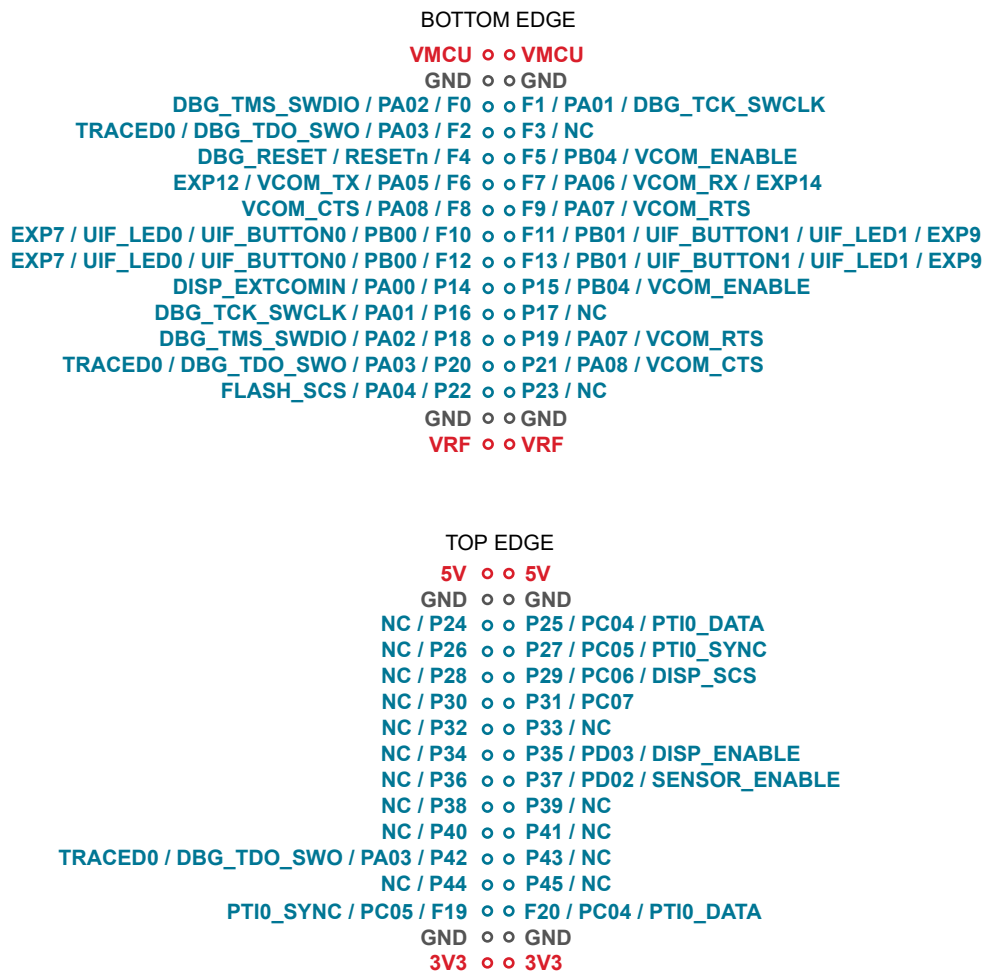 BOTTOM EDGE
VMCU VMCU
GND GND
DBG_TMS_SWDIO / PA02 / F0 F1 / PA01 / DBG_TCK_SWCLK
TRACED0 / DBG_TDO_SWO / PA03 / F2 F3 / NC
DBG_RESET / RESETn / F4 F5 / PB04 / VCOM_ENABLE
EXP12 / VCOM_TX / PA05 / F6 F7 / PA06 / VCOM_RX / EXP14
VCOM_CTS / PA08 / F8 F9 / PA07 / VCOM_RTS
EXP7 / UIF_LED0 / UIF_BUTTON0 / PB00 / F10 F11 / PB01 / UIF_BUTTON1 / UIF_LED1 / EXP9
EXP7 / UIF_LED0 / UIF_BUTTON0 / PB00 / F12 F13 / PB01 / UIF_BUTTON1 / UIF_LED1 / EXP9
DISP_EXTCOMIN / PA00 / P14 P15 / PB04 / VCOM_ENABLE
DBG_TCK_SWCLK / PA01 / P16 P17 / NC
DBG_TMS_SWDIO / PA02 / P18 P19 / PA07 / VCOM_RTS
TRACED0 / DBG_TDO_SWO / PA03 / P20 P21 / PA08 / VCOM_CTS
FLASH_SCS / PA04 / P22 P23 / NC
GND GND
VRF VRF
TOP EDGE
5V 5V
GND GND
NC / P24 P25 / PC04 / PTI0_DATA
NC / P26 P27 / PC05 / PTI0_SYNC
NC / P28 P29 / PC06 / DISP_SCS
NC / P30 P31 / PC07
NC / P32 P33 / NC
NC / P34 P35 / PD03 / DISP_ENABLE
NC / P36 P37 / PD02 / SENSOR_ENABLE
NC / P38 P39 / NC
NC / P40 P41 / NC
TRACED0 / DBG_TDO_SWO / PA03 / P42 P43 / NC
NC / P44 P45 / NC
PTI0_SYNC / PC05 / F19 F20 / PC04 / PTI0_DATA
GND GND
3V3 3V3